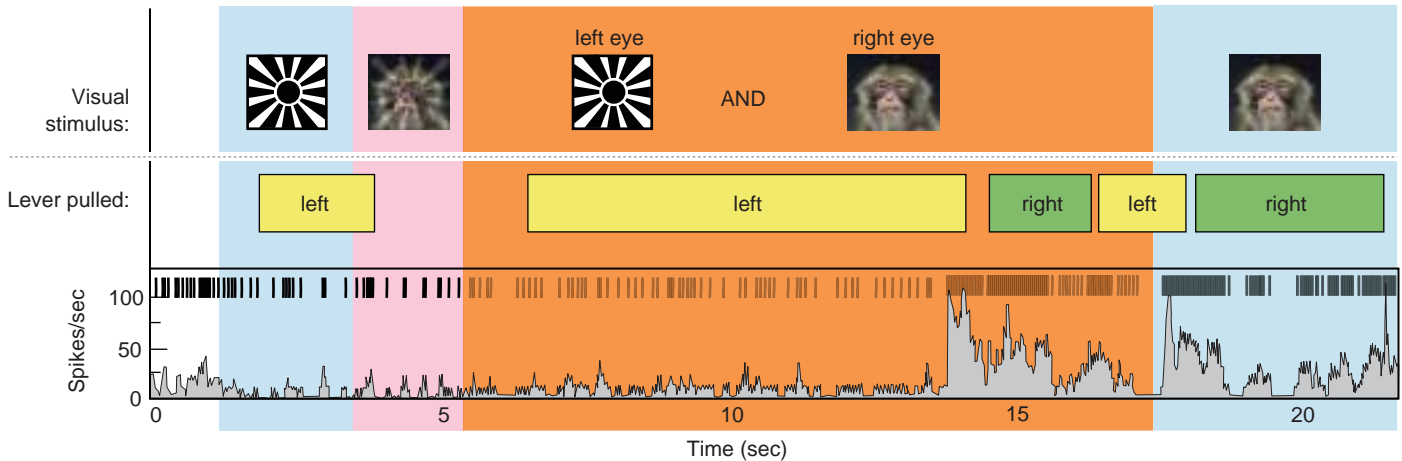 left eye
right eye
Visual
stimulus:
AND
Lever pulled:
left
left
right
left
right
Spikes/sec
100
50
0
0
5
10
15
20
Time (sec)